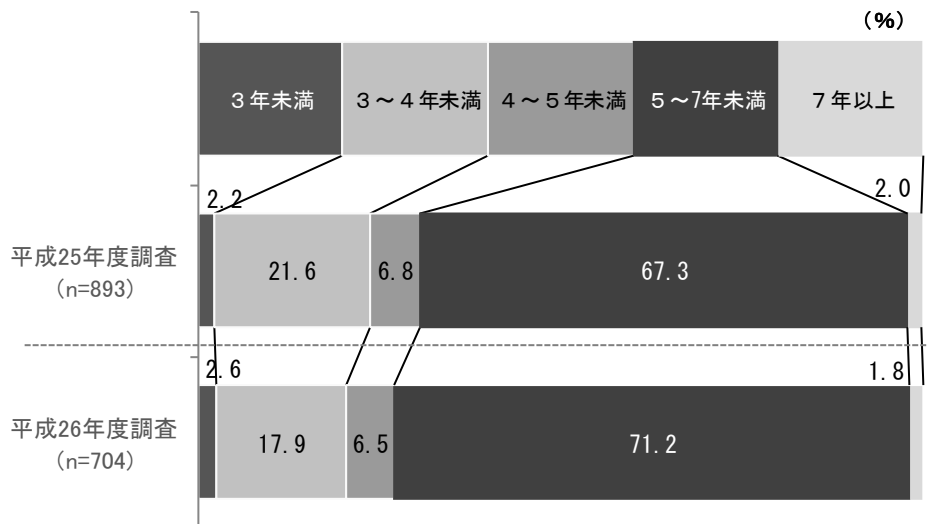 (%)
３年未満 ３～４年未満 ４～５年未満 ５～7年未満 ７年以上
2.2 2.0
平成25年度調査
(n=893)
21.6 6.8 67.3
2.6 1.8
平成26年度調査
(n=704)
17.9 6.5 71.2